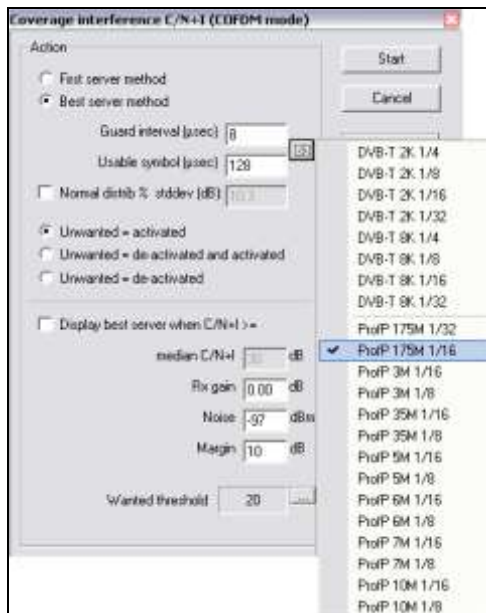 Coverage interference C/N+I (COFDM mode)
Action
First server method
Best server method
Guard interval (µsec) 8
Usable symbol (µsec) 128
Normal distrib % stddev (dB)
Unwanted = activated
Unwanted = de-activated and activated
Unwanted = de-activated
Display best server when C/N+I >=
median C/N+I dB
Rx gain 0.00 dB
Noise -97 dBm
Margin 10 dB
Wanted threshold 20 ...
Start
Cancel
DVB-T 2K 1/4
DVB-T 2K 1/8
DVB-T 2K 1/16
DVB-T 2K 1/32
DVB-T 8K 1/4
DVB-T 8K 1/8
DVB-T 8K 1/16
DVB-T 8K 1/32
ProfP 175M 1/32
ProfP 175M 1/16
ProfP 3M 1/16
ProfP 3M 1/8
ProfP 35M 1/16
ProfP 35M 1/8
ProfP 5M 1/16
ProfP 5M 1/8
ProfP 6M 1/16
ProfP 6M 1/8
ProfP 7M 1/16
ProfP 7M 1/8
ProfP 10M 1/16
ProfP 10M 1/8